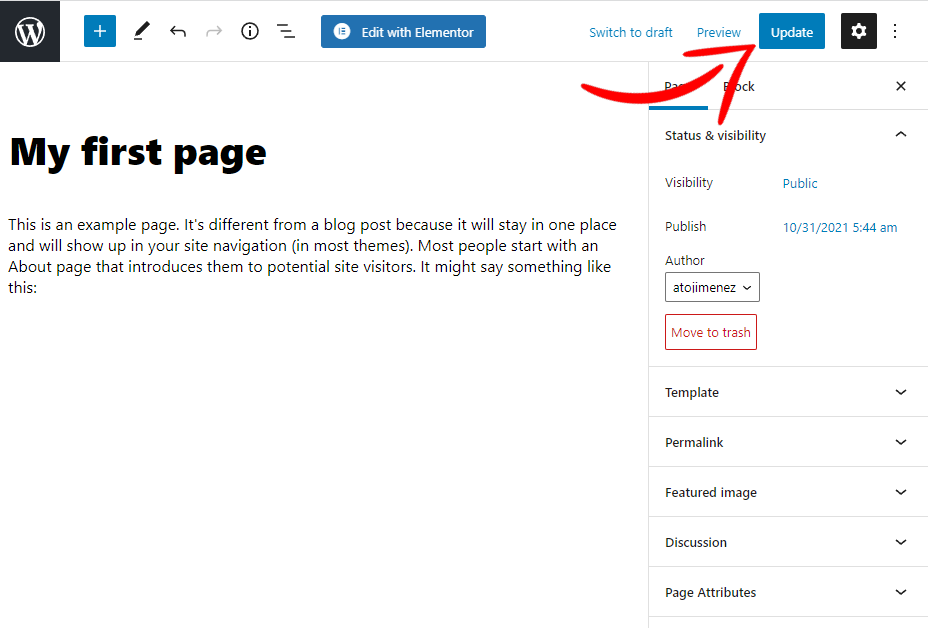 Edit with Elementor
Switch to draft
Preview
Update
Page
Block
My first page
This is an example page. It's different from a blog post because it will stay in one place
and will show up in your site navigation (in most themes). Most people start with an
About page that introduces them to potential site visitors. It might say something like
this:
Status & visibility
Visibility
Public
Publish
10/31/2021 5:44 am
Author
atojimenez
Move to trash
Template
Permalink
Featured image
Discussion
Page Attributes